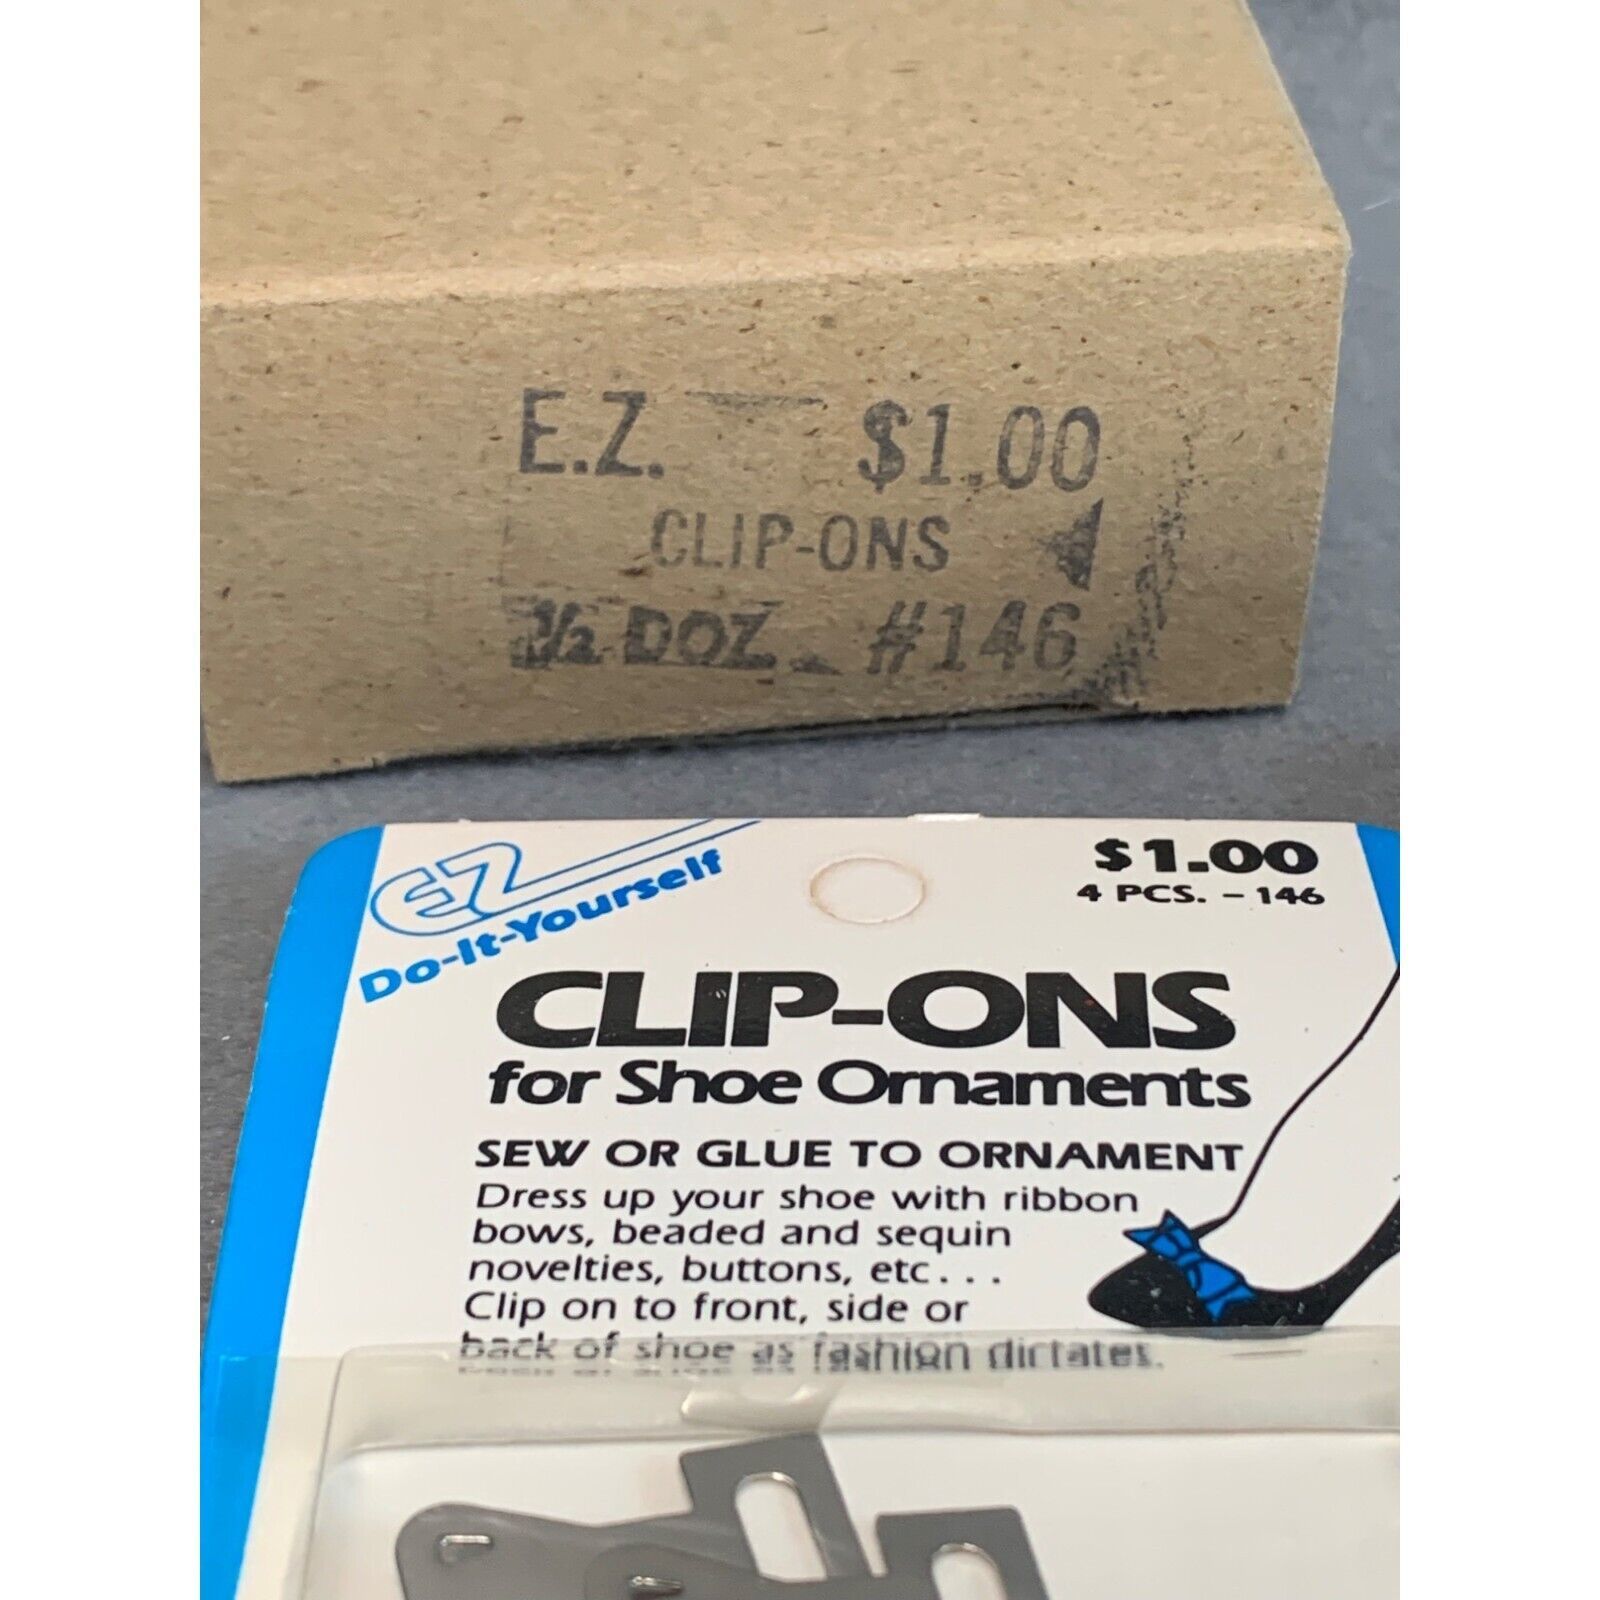 E.Z. $1.00
CLIP-ONS
1/2 DOZ. #146
EZ
Do-It-Yourself
$1.00
4 PCS. - 146
CLIP-ONS
for Shoe Ornaments
SEW OR GLUE TO ORNAMENT
Dress up your shoe with ribbon
bows, beaded and sequin
novelties, buttons, etc...
Clip on to front, side or
back of shoe as fashion dictates.